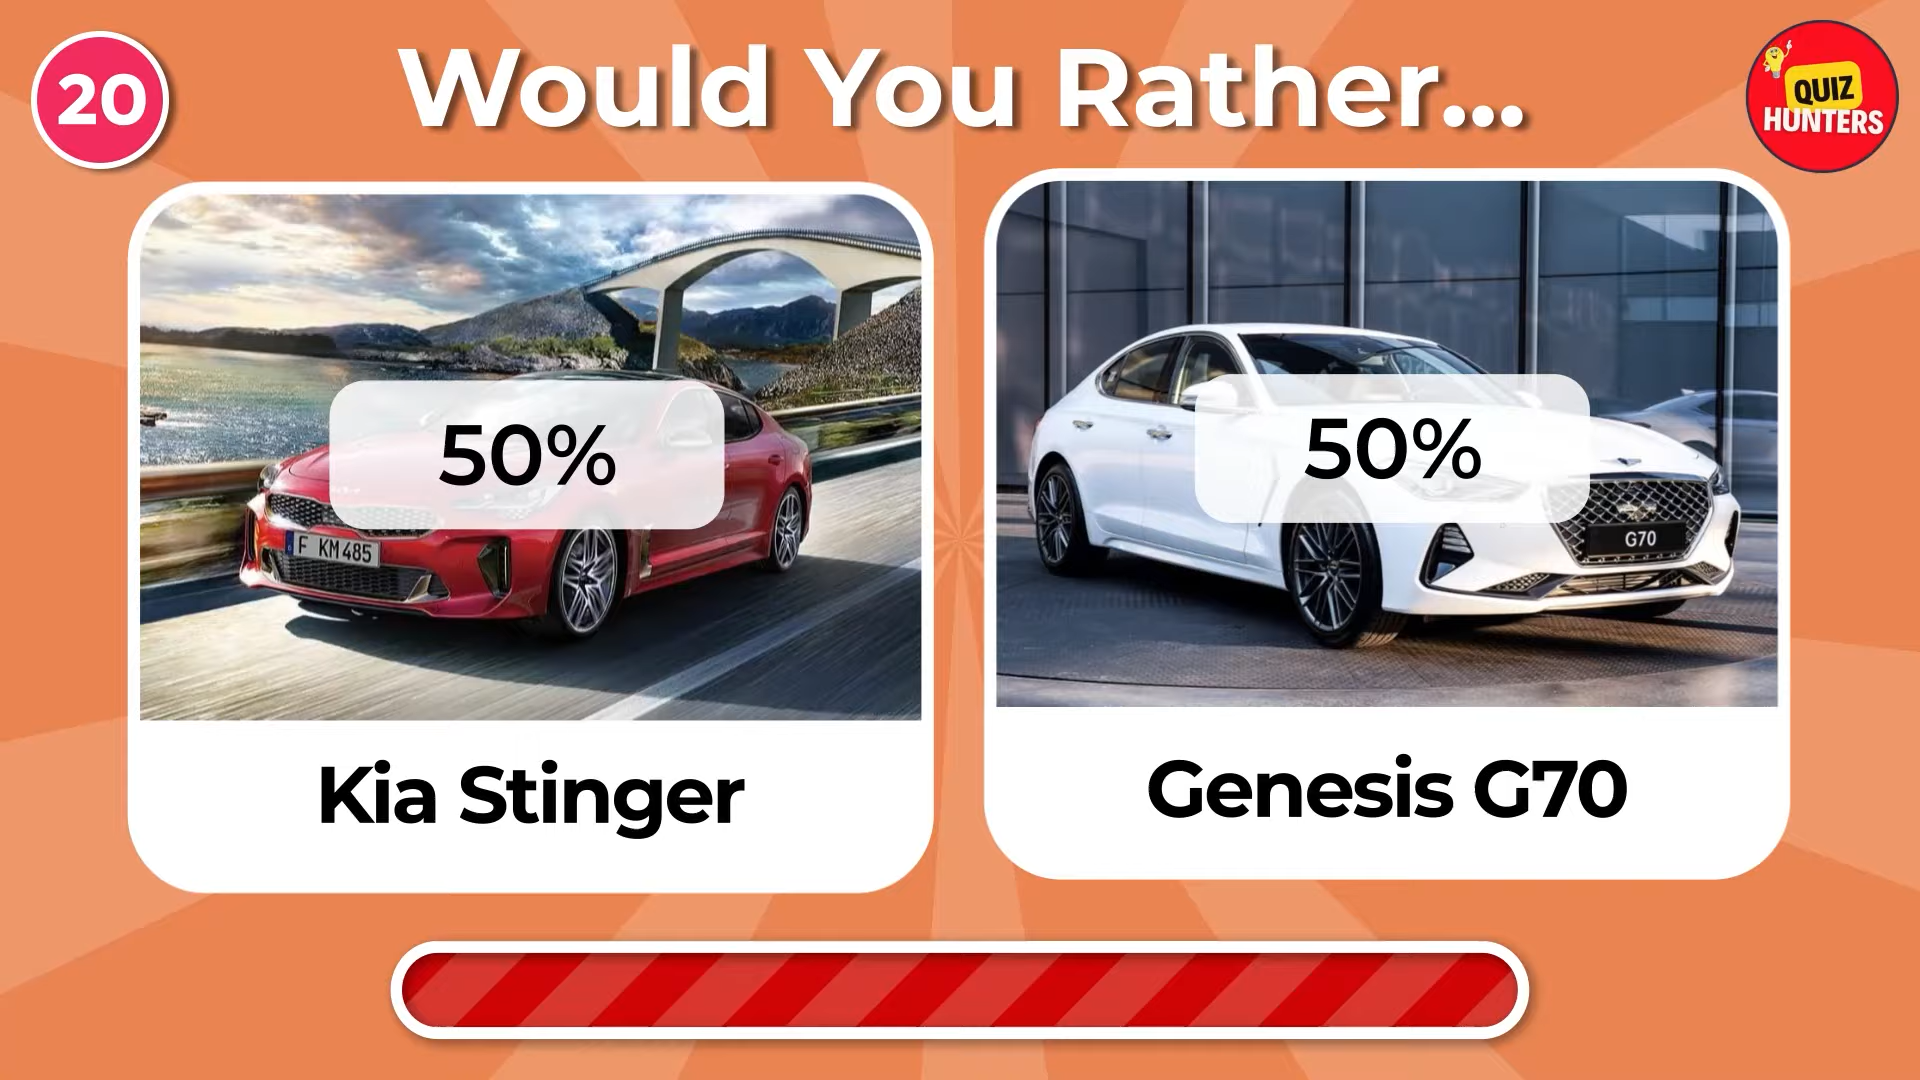 20
Would You Rather...
QUIZ
HUNTERS
50%
F KM 485
Kia Stinger
50%
G70
Genesis G70